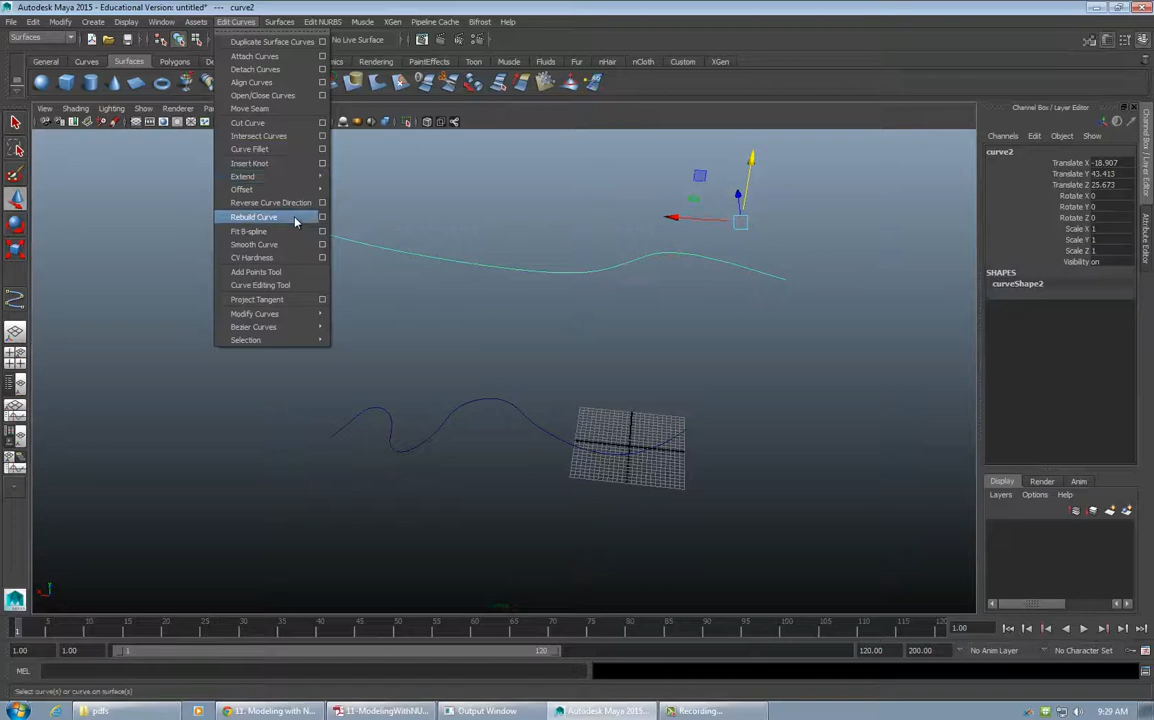 Autodesk Maya 2015 - Educational Version: untitled* --- curve2
File Edit Modify Create Display Window Assets Edit Curves Surfaces Edit NURBS Muscle XGen Pipeline Cache Bifrost Help
Surfaces
No Live Surface
General Curves Surfaces Polygons
Rendering PaintEffects Toon Muscle Fluids Fur nHair nCloth Custom XGen
View Shading Lighting Show Renderer
Duplicate Surface Curves
Attach Curves
Detach Curves
Align Curves
Open/Close Curves
Move Seam
Cut Curve
Intersect Curves
Curve Fillet
Insert Knot
Extend
Offset
Reverse Curve Direction
Rebuild Curve
Fit B-spline
Smooth Curve
CV Hardness
Add Points Tool
Curve Editing Tool
Project Tangent
Modify Curves
Bezier Curves
Selection
Channel Box / Layer Editor
Channels Edit Object Show
curve2
Translate X -18.907
Translate Y 43.413
Translate Z 25.673
Rotate X 0
Rotate Y 0
Rotate Z 0
Scale X 1
Scale Y 1
Scale Z 1
Visibility on
SHAPES
curveShape2
Channel Box / Layer Editor
Attribute Editor
Display Render Anim
Layers Options Help
1 5 10 15 20 25 30 35 40 45 50 55 60 65 70 75 80 85 90 95 100 105 110 115 120
1.00
1.00 1.00 1 120 120.00 200.00 No Anim Layer No Character Set
MEL
Select curve(s) or curve on surface(s)
pdfs
11. Modeling with N...
11-ModelingWithNU...
Output Window
Autodesk Maya 2015...
Recording...
9:29 AM